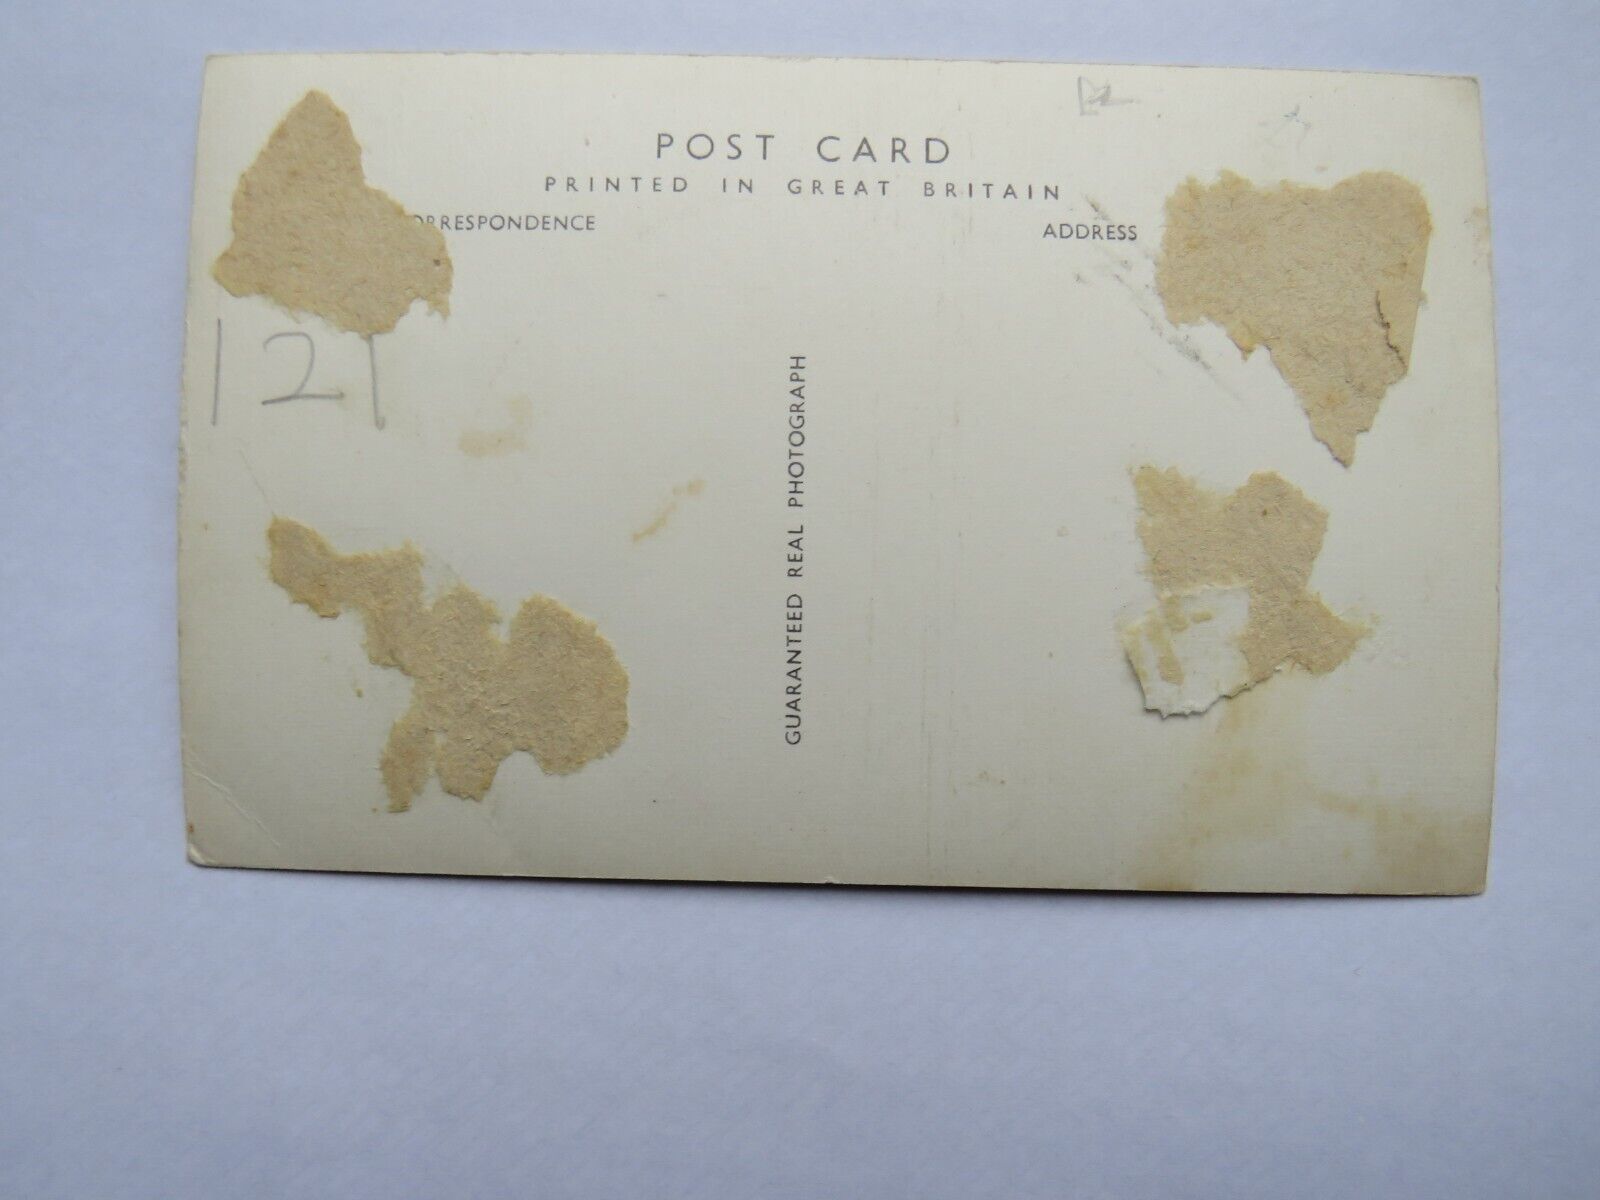 POST CARD
PRINTED IN GREAT BRITAIN
ORRESPONDENCE
ADDRESS
121
GUARANTEED REAL PHOTOGRAPH